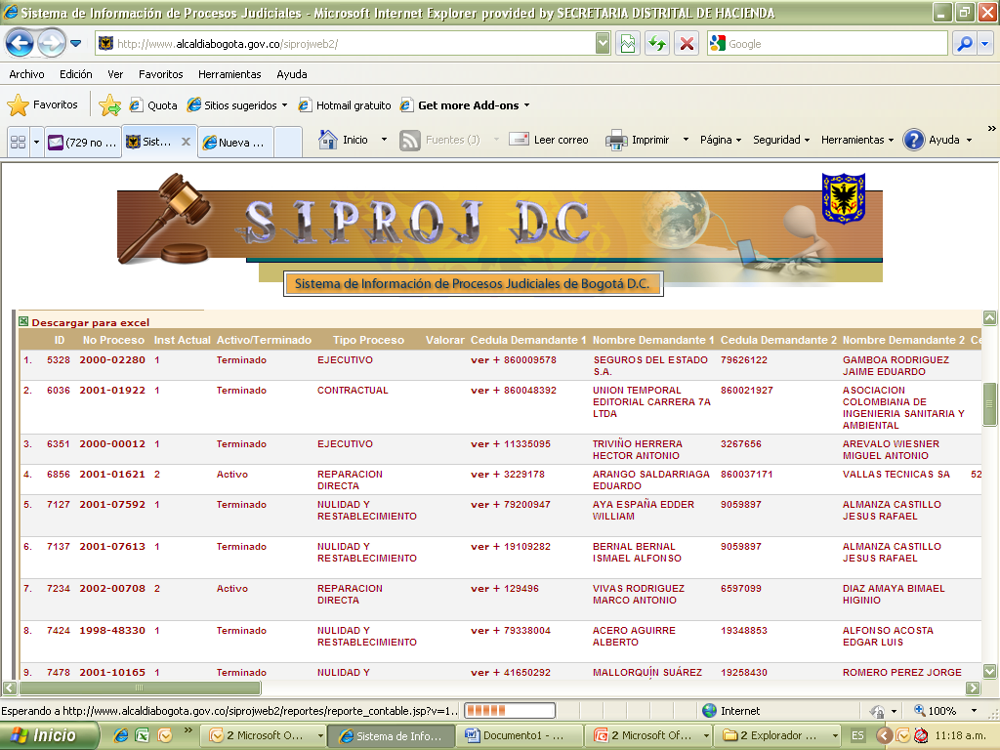 Sistema de Información de Procesos Judiciales - Microsoft Internet Explorer provided by SECRETARIA DISTRITAL DE HACIENDA
http://www.alcaldiabogota.gov.co/siprojweb2/
Google
Archivo Edición Ver Favoritos Herramientas Ayuda
Favoritos Quota Sitios sugeridos Hotmail gratuito Get more Add-ons
(729 no ... Sist... Nueva ... Inicio Fuentes (J) Leer correo Imprimir Página Seguridad Herramientas Ayuda
SIPROJ DC
Sistema de Información de Procesos Judiciales de Bogotá D.C.
Descargar para excel
ID No Proceso Inst Actual Activo/Terminado Tipo Proceso Valorar Cedula Demandante 1 Nombre Demandante 1 Cedula Demandante 2 Nombre Demandante 2 Ce
1. 5328 2000-02280 1 Terminado EJECUTIVO ver + 860009578 SEGUROS DEL ESTADO 79626122 GAMBOA RODRIGUEZ
S.A. JAIME EDUARDO
2. 6036 2001-01922 1 Terminado CONTRACTUAL ver + 860048392 UNION TEMPORAL 860021927 ASOCIACION
EDITORIAL CARRERA 7A COLOMBIANA DE
LTDA INGENIERIA SANITARIA Y
AMBIENTAL
3. 6351 2000-00012 1 Terminado EJECUTIVO ver + 11335095 TRIVIÑO HERRERA 3267656 AREVALO WIESNER
HECTOR ANTONIO MIGUEL ANTONIO
4. 6856 2001-01621 2 Activo REPARACION ver + 3229178 ARANGO SALDARRIAGA 860037171 VALLAS TECNICAS SA 52
DIRECTA EDUARDO
5. 7127 2001-07592 1 Terminado NULIDAD Y ver + 79200947 AYA ESPAÑA EDDER 9059897 ALMANZA CASTILLO
RESTABLECIMIENTO WILLIAM JESUS RAFAEL
6. 7137 2001-07613 1 Terminado NULIDAD Y ver + 19109282 BERNAL BERNAL 9059897 ALMANZA CASTILLO
RESTABLECIMIENTO ISMAEL ALFONSO JESUS RAFAEL
7. 7234 2002-00708 2 Activo REPARACION ver + 129496 VIVAS RODRIGUEZ 6597099 DIAZ AMAYA BIMAEL
DIRECTA MARCO ANTONIO HIGINIO
8. 7424 1998-48330 1 Terminado NULIDAD Y ver + 79338004 ACERO AGUIRRE 19348853 ALFONSO ACOSTA
RESTABLECIMIENTO ALBERTO EDGAR LUIS
9. 7478 2001-10165 1 Terminado NULIDAD Y ver + 41650292 MALLORQUÍN SUÁREZ 19258430 ROMERO PEREZ JORGE
Esperando a http://www.alcaldiabogota.gov.co/siprojweb2/reportes/reporte_contable.jsp?v=1.. Internet 100%
Inicio 2 Microsoft O... Sistema de Info... Documento1 - ... 2 Microsoft Of... 2 Explorador ... ES 11:18 a.m.